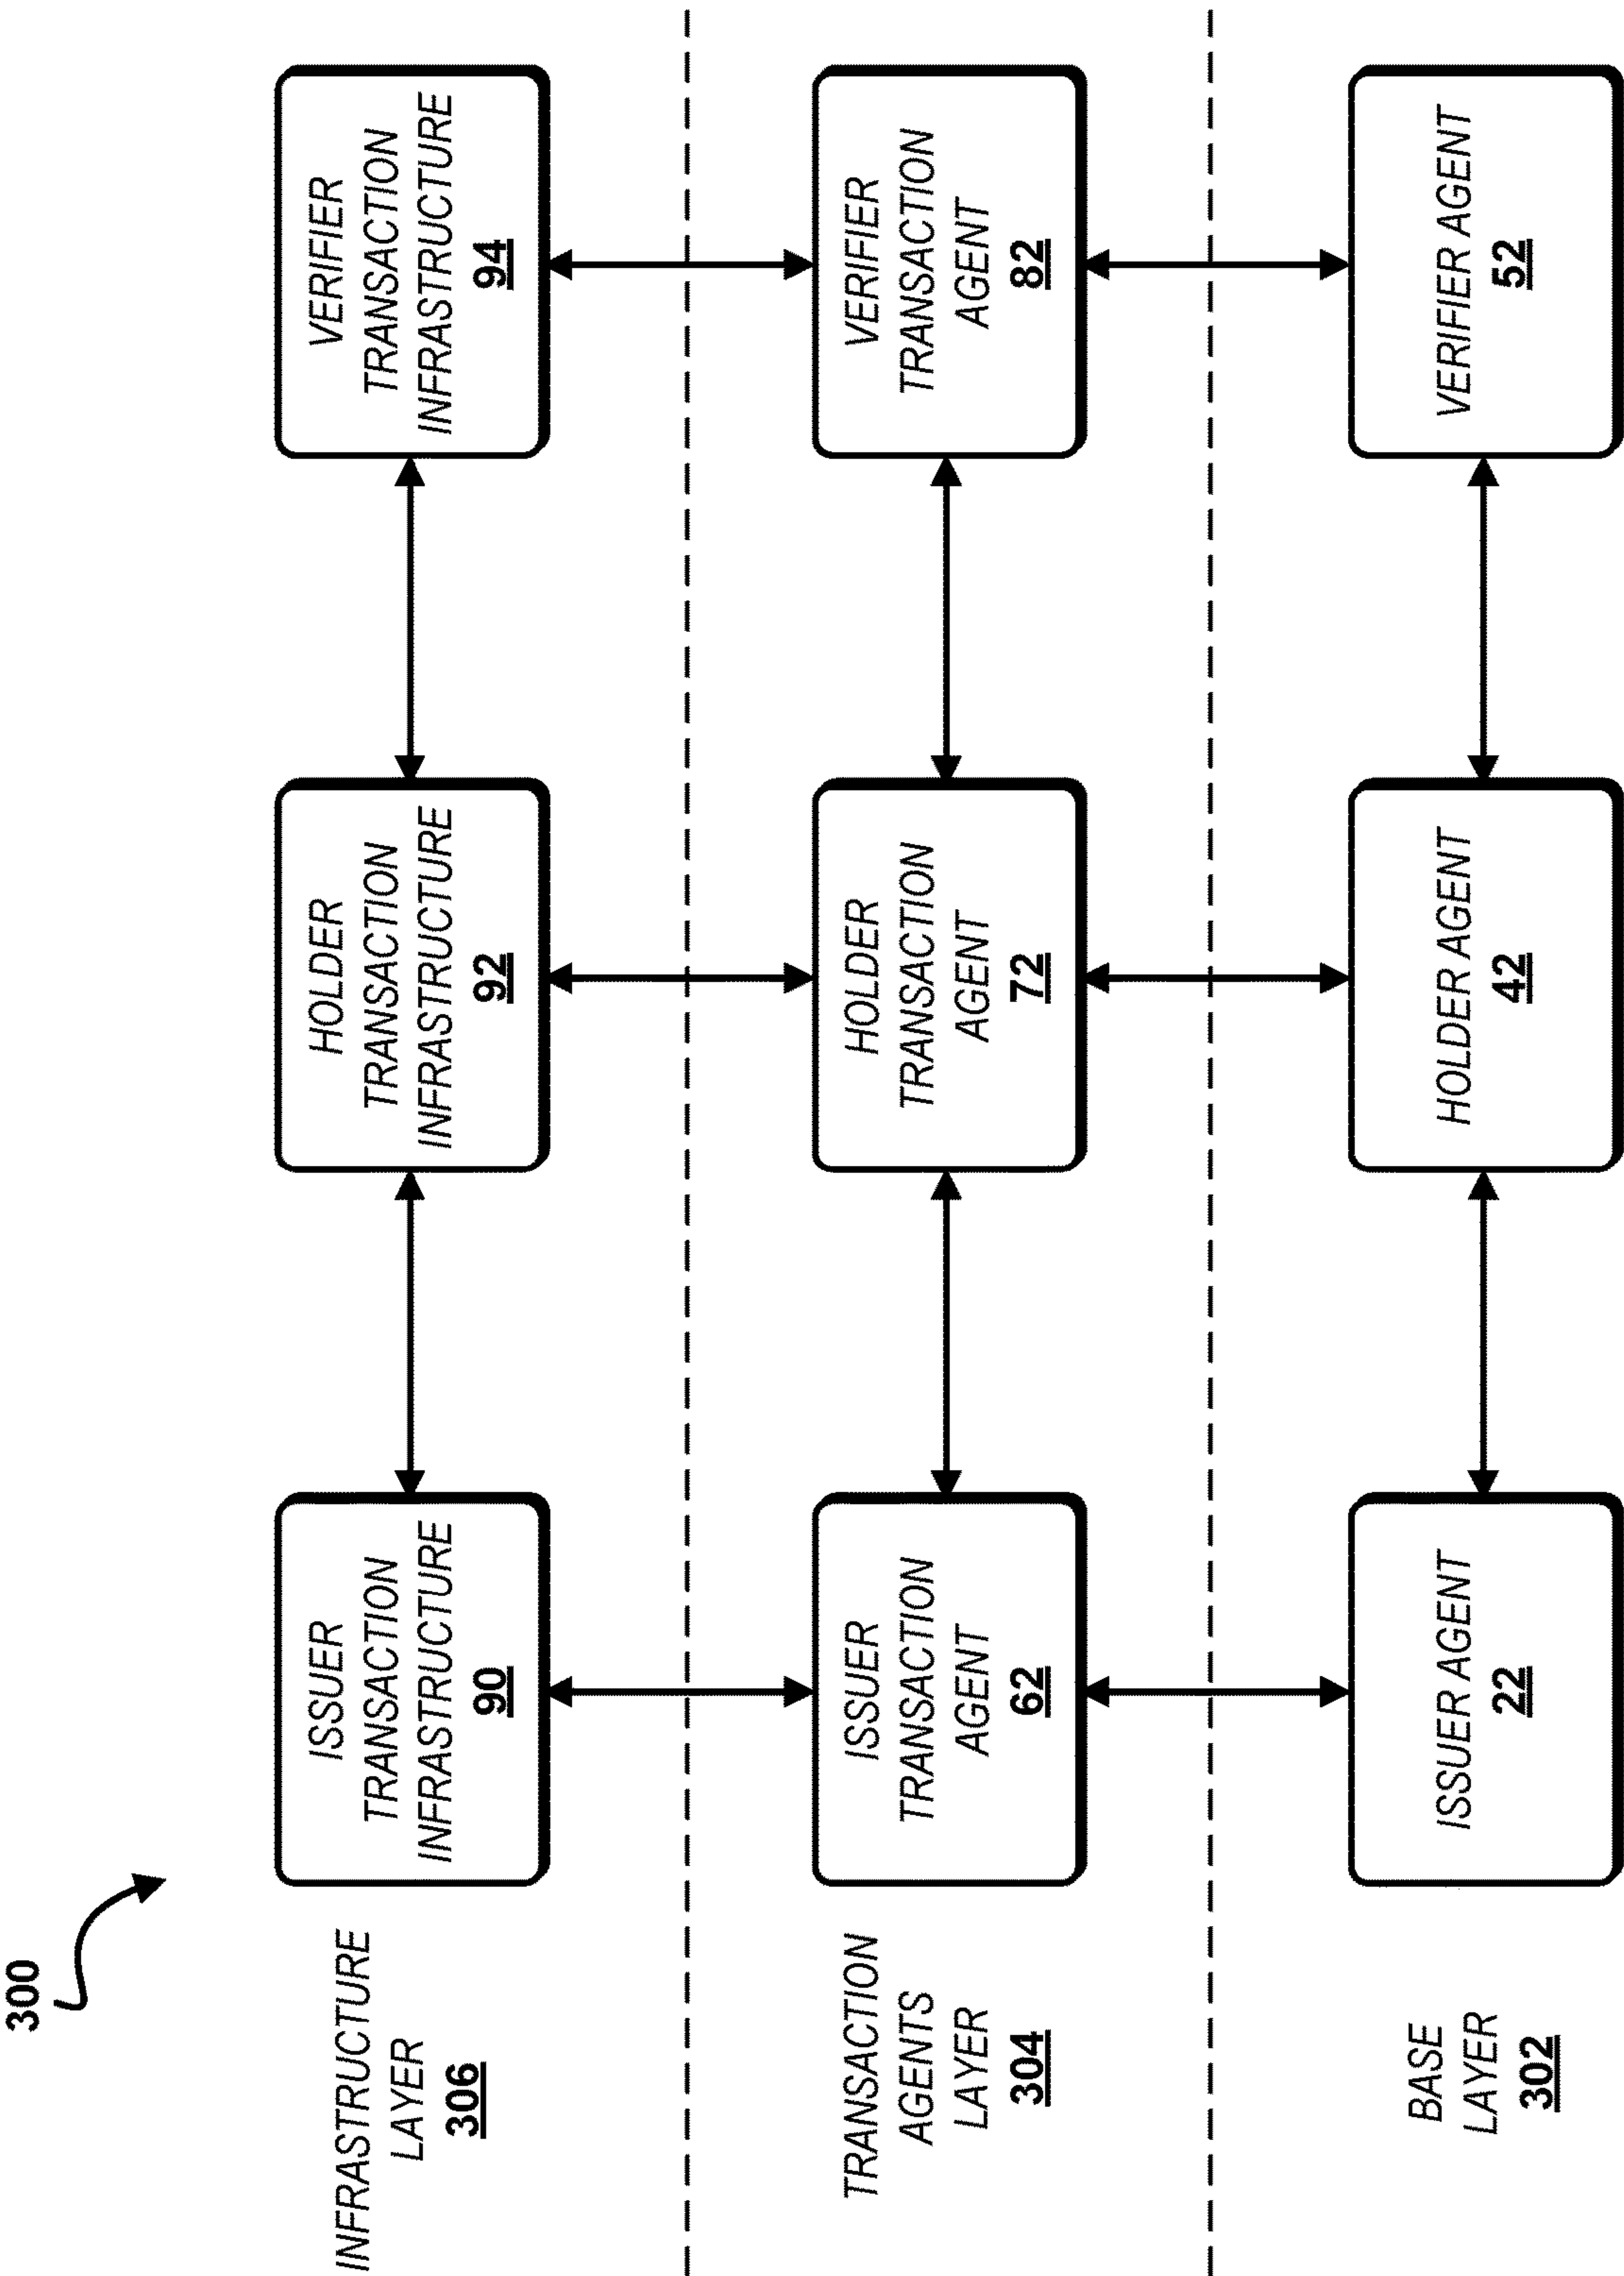 300
INFRASTRUCTURE
LAYER
306
ISSUER
TRANSACTION
INFRASTRUCTURE
90
HOLDER
TRANSACTION
INFRASTRUCTURE
92
VERIFIER
TRANSACTION
INFRASTRUCTURE
94
TRANSACTION
AGENTS
LAYER
304
ISSUER
TRANSACTION
AGENT
62
HOLDER
TRANSACTION
AGENT
72
VERIFIER
TRANSACTION
AGENT
82
BASE
LAYER
302
ISSUER AGENT
22
HOLDER AGENT
42
VERIFIER AGENT
52